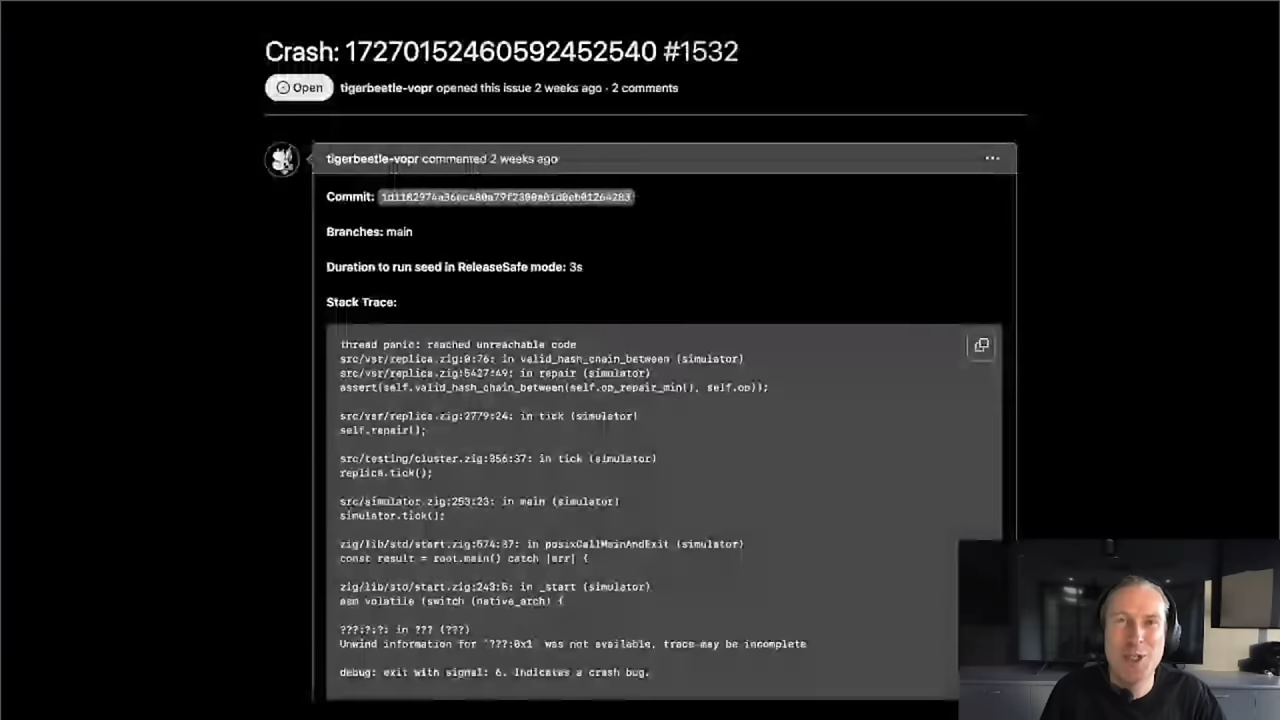 Crash: 17270152460592452540 #1532
Open tigerbeetle-vopr opened this issue 2 weeks ago · 2 comments
tigerbeetle-vopr commented 2 weeks ago
Commit:
Branches: main
Duration to run seed in ReleaseSafe mode: 3s
Stack Trace:
thread panic: reached unreachable code
src/vsr/replica.zig:0:76: in valid_hash_chain_between (simulator)
src/vsr/replica.zig:5427:49: in repair (simulator)
assert(self.valid_hash_chain_between(self.op_repair_min(), self.op));
src/vsr/replica.zig:2779:24: in tick (simulator)
self.repair();
src/testing/cluster.zig:356:37: in tick (simulator)
replica.tick();
src/simulator.zig:253:23: in main (simulator)
simulator.tick();
zig/lib/std/start.zig:574:37: in posixCallMainAndExit (simulator)
const result = root.main() catch |err| {
zig/lib/std/start.zig:243:5: in _start (simulator)
asm volatile (switch (native_arch) {
???:?:?: in ??? (???)
Unwind information for `???:0x1` was not available, trace may be incomplete
debug: exit with signal: 6. Indicates a crash bug.